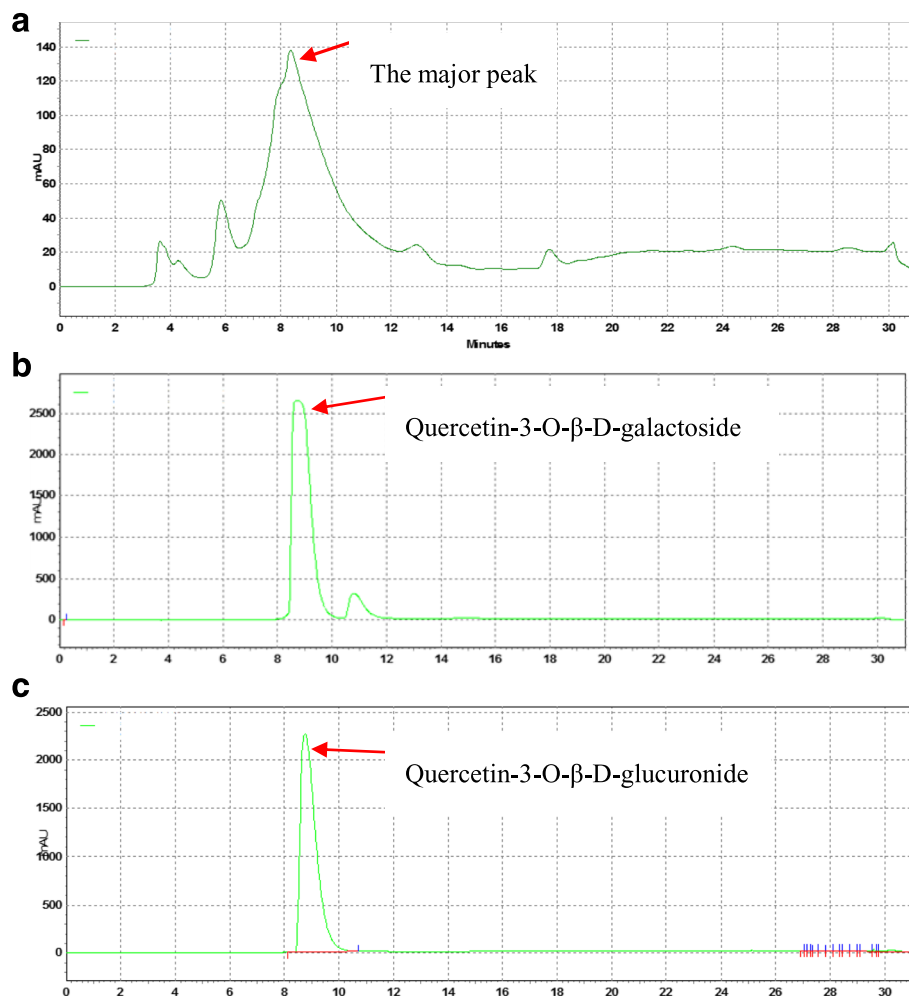 a
140
120
100
80
60
40
20
0
mAU
The major peak
0 2 4 6 8 10 12 14 16 18 20 22 24 26 28 30
Minutes
b
2500
2000
1500
1000
500
0
mAU
Quercetin-3-O-β-D-galactoside
0 2 4 6 8 10 12 14 16 18 20 22 24 26 28 30
c
2500
2000
1500
1000
500
0
mAU
Quercetin-3-O-β-D-glucuronide
0 2 4 6 8 10 12 14 16 18 20 22 24 26 28 30